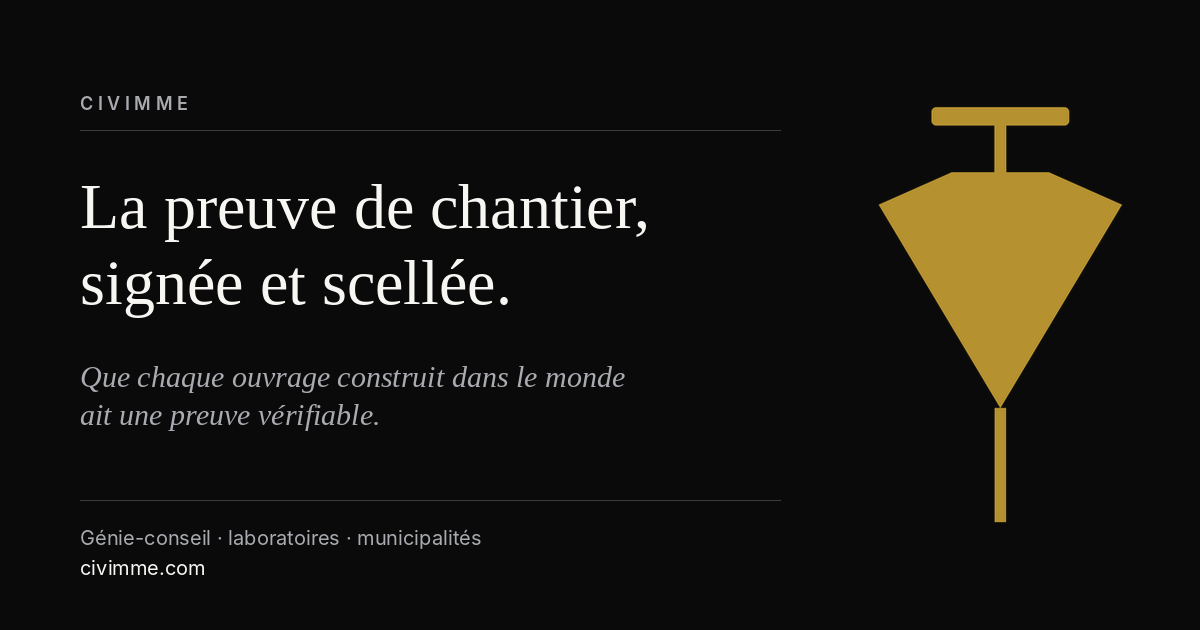 CIVIMME
La preuve de chantier,
signée et scellée.
Que chaque ouvrage construit dans le monde
ait une preuve vérifiable.
Génie-conseil · laboratoires · municipalités
civimme.com